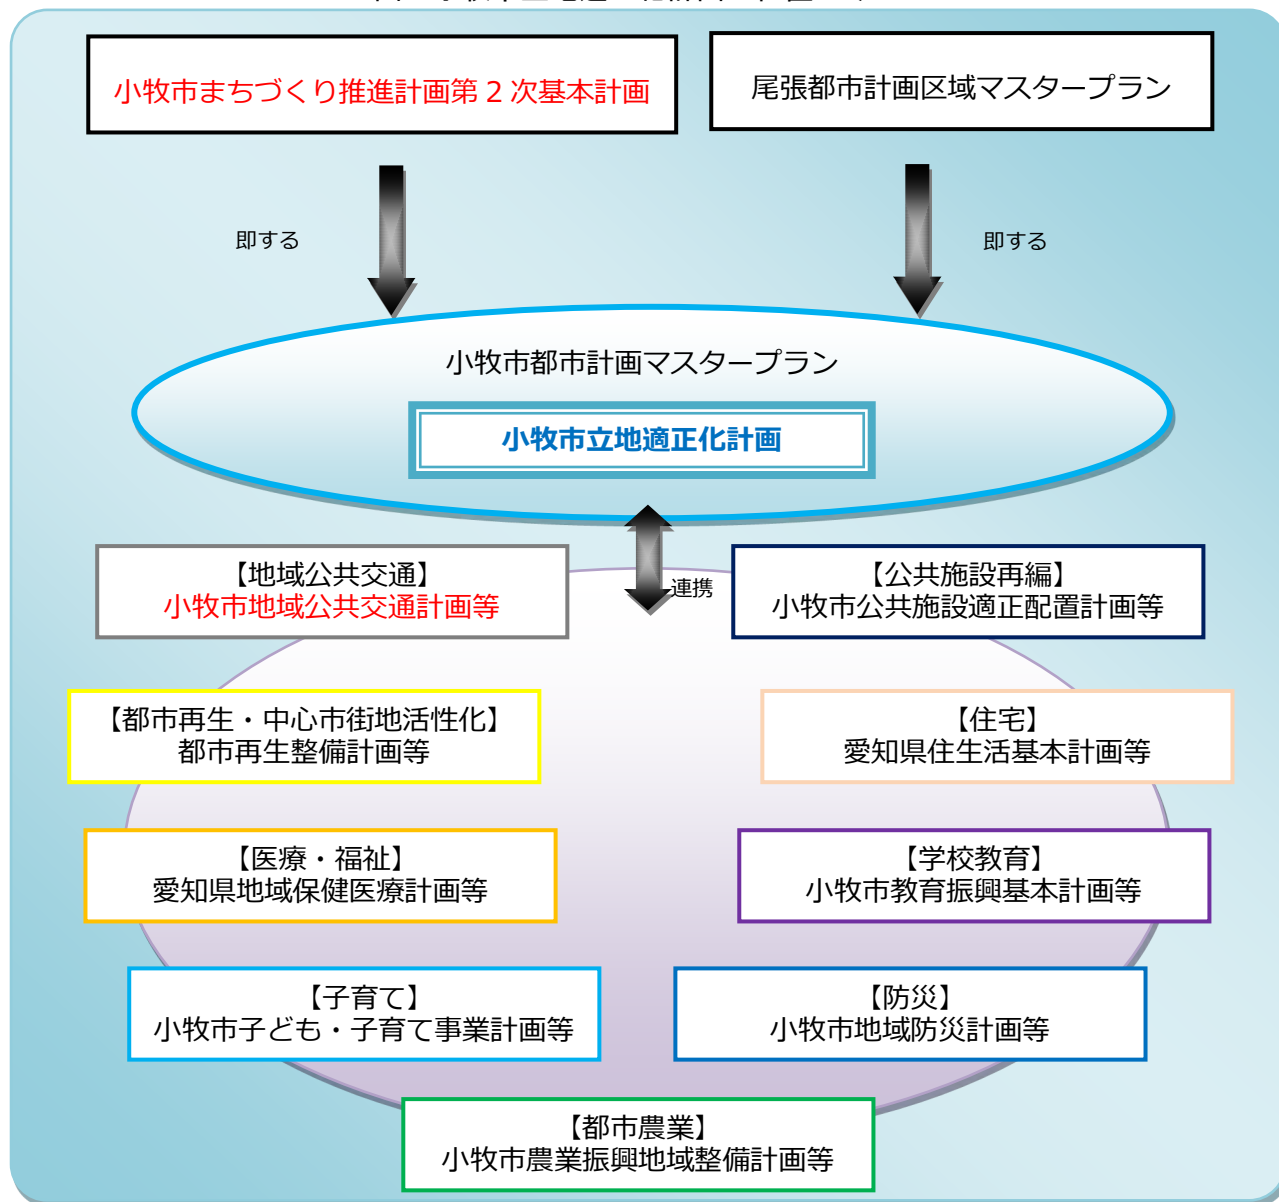 小牧市まちづくり推進計画第2次基本計画
尾張都市計画区域マスタープラン
即する
即する
小牧市都市計画マスタープラン
小牧市立地適正化計画
連携
【地域公共交通】
小牧市地域公共交通計画等
【公共施設再編】
小牧市公共施設適正配置計画等
【都市再生・中心市街地活性化】
都市再生整備計画等
【住宅】
愛知県住生活基本計画等
【医療・福祉】
愛知県地域保健医療計画等
【学校教育】
小牧市教育振興基本計画等
【子育て】
小牧市子ども・子育て事業計画等
【防災】
小牧市地域防災計画等
【都市農業】
小牧市農業振興地域整備計画等